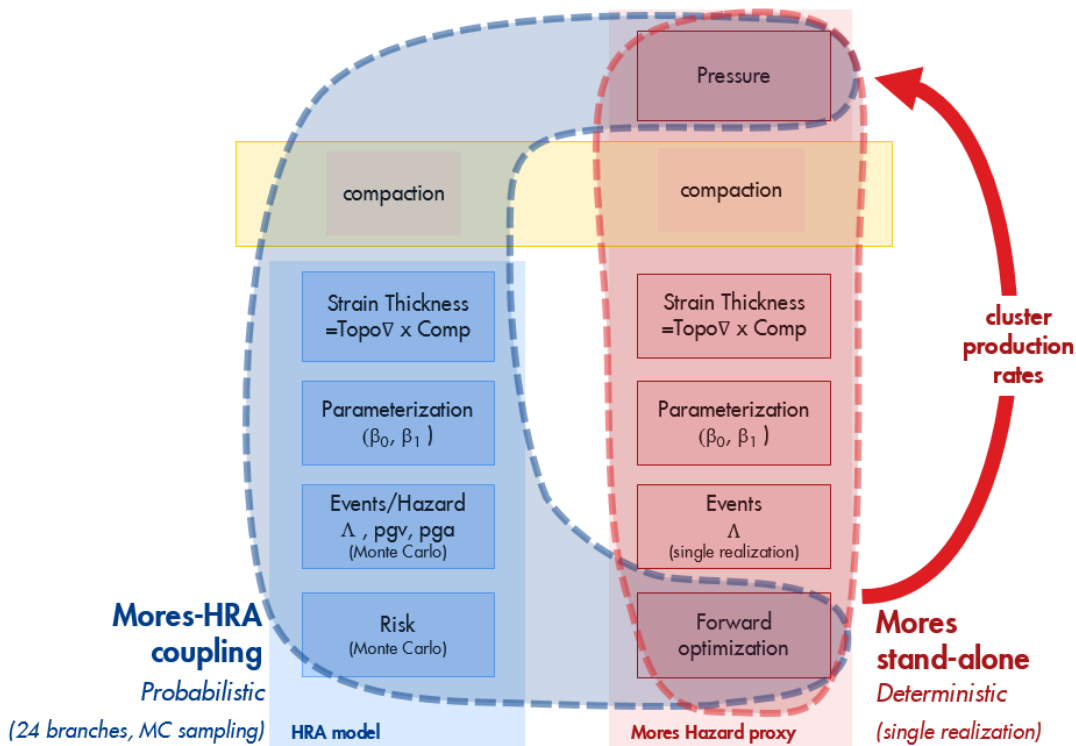 Pressure
compaction
compaction
Strain Thickness
=Topo∇ x Comp
Strain Thickness
=Topo∇ x Comp
cluster
production
rates
Parameterization
(β₀, β₁ )
Parameterization
(β₀, β₁ )
Events/Hazard
Λ , pgv, pga
(Monte Carlo)
Events
Λ
(single realization)
Mores-HRA
coupling
Probabilistic
(24 branches, MC sampling)
Risk
(Monte Carlo)
Forward
optimization
Mores
stand-alone
Deterministic
(single realization)
HRA model
Mores Hazard proxy